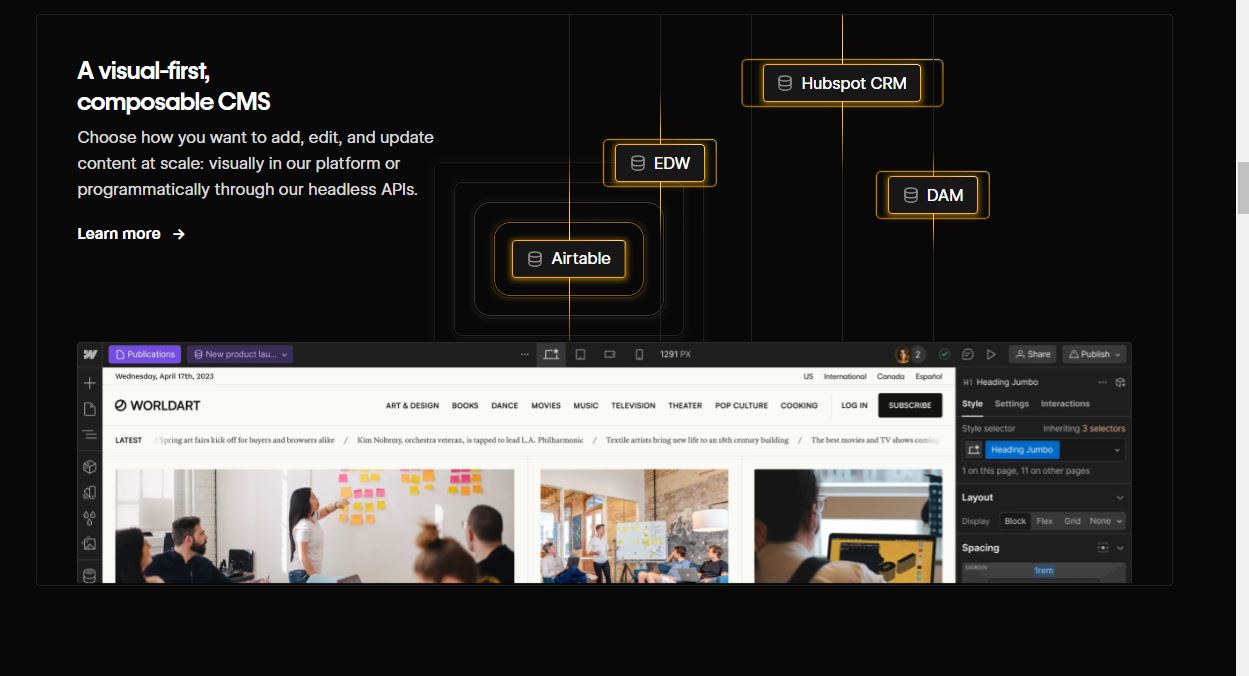 A visual-first,
composable CMS
Choose how you want to add, edit, and update
content at scale: visually in our platform or
programmatically through our headless APIs.
Learn more →
Hubspot CRM
EDW
DAM
Airtable
Publications
New product lau...
1291 PX
2
Share
Publish
Wednesday, April 17th, 2023
US International Canada Español
WORLDART
ART & DESIGN BOOKS DANCE MOVIES MUSIC TELEVISION THEATER POP CULTURE COOKING LOG IN SUBSCRIBE
LATEST : Spring art fairs kick off for buyers and browsers alike / Kim Noltemy, orchestra veteran, is tapped to lead L.A. Philharmonic / Textile artists bring new life to an 18th century building / The best movies and TV shows coming
H1 Heading Jumbo
Style Settings Interactions
Style selector Inheriting 3 selectors
Heading Jumbo
1 on this page, 11 on other pages
Layout
Display Block Flex Grid None
Spacing
MARGIN
1rem